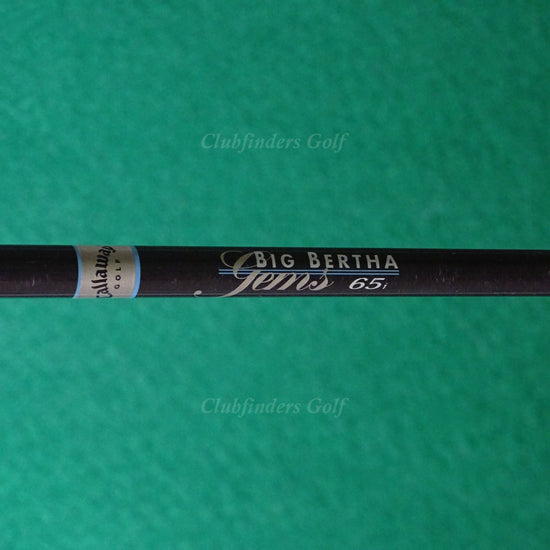 Clubfinders Golf
Callaway
GOLF
BIG BERTHA
Gems 65i
Clubfinders Golf